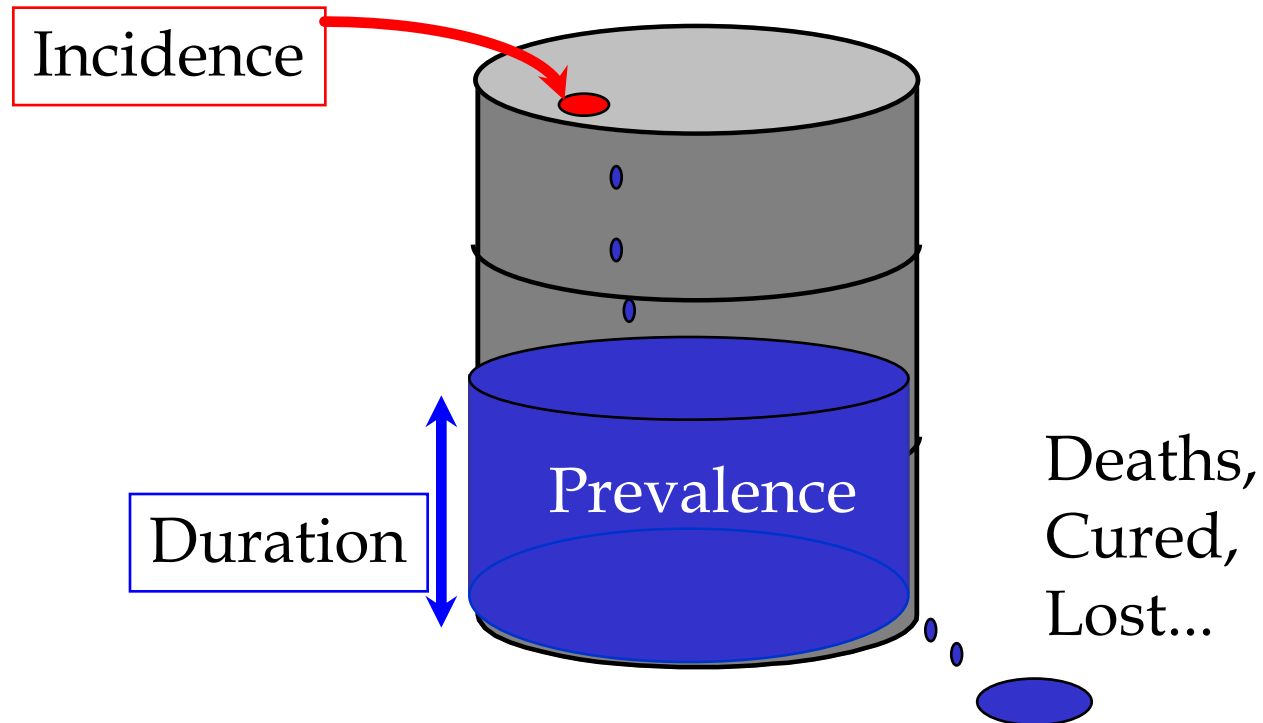 Incidence
Prevalence
Duration
Deaths,
Cured,
Lost...